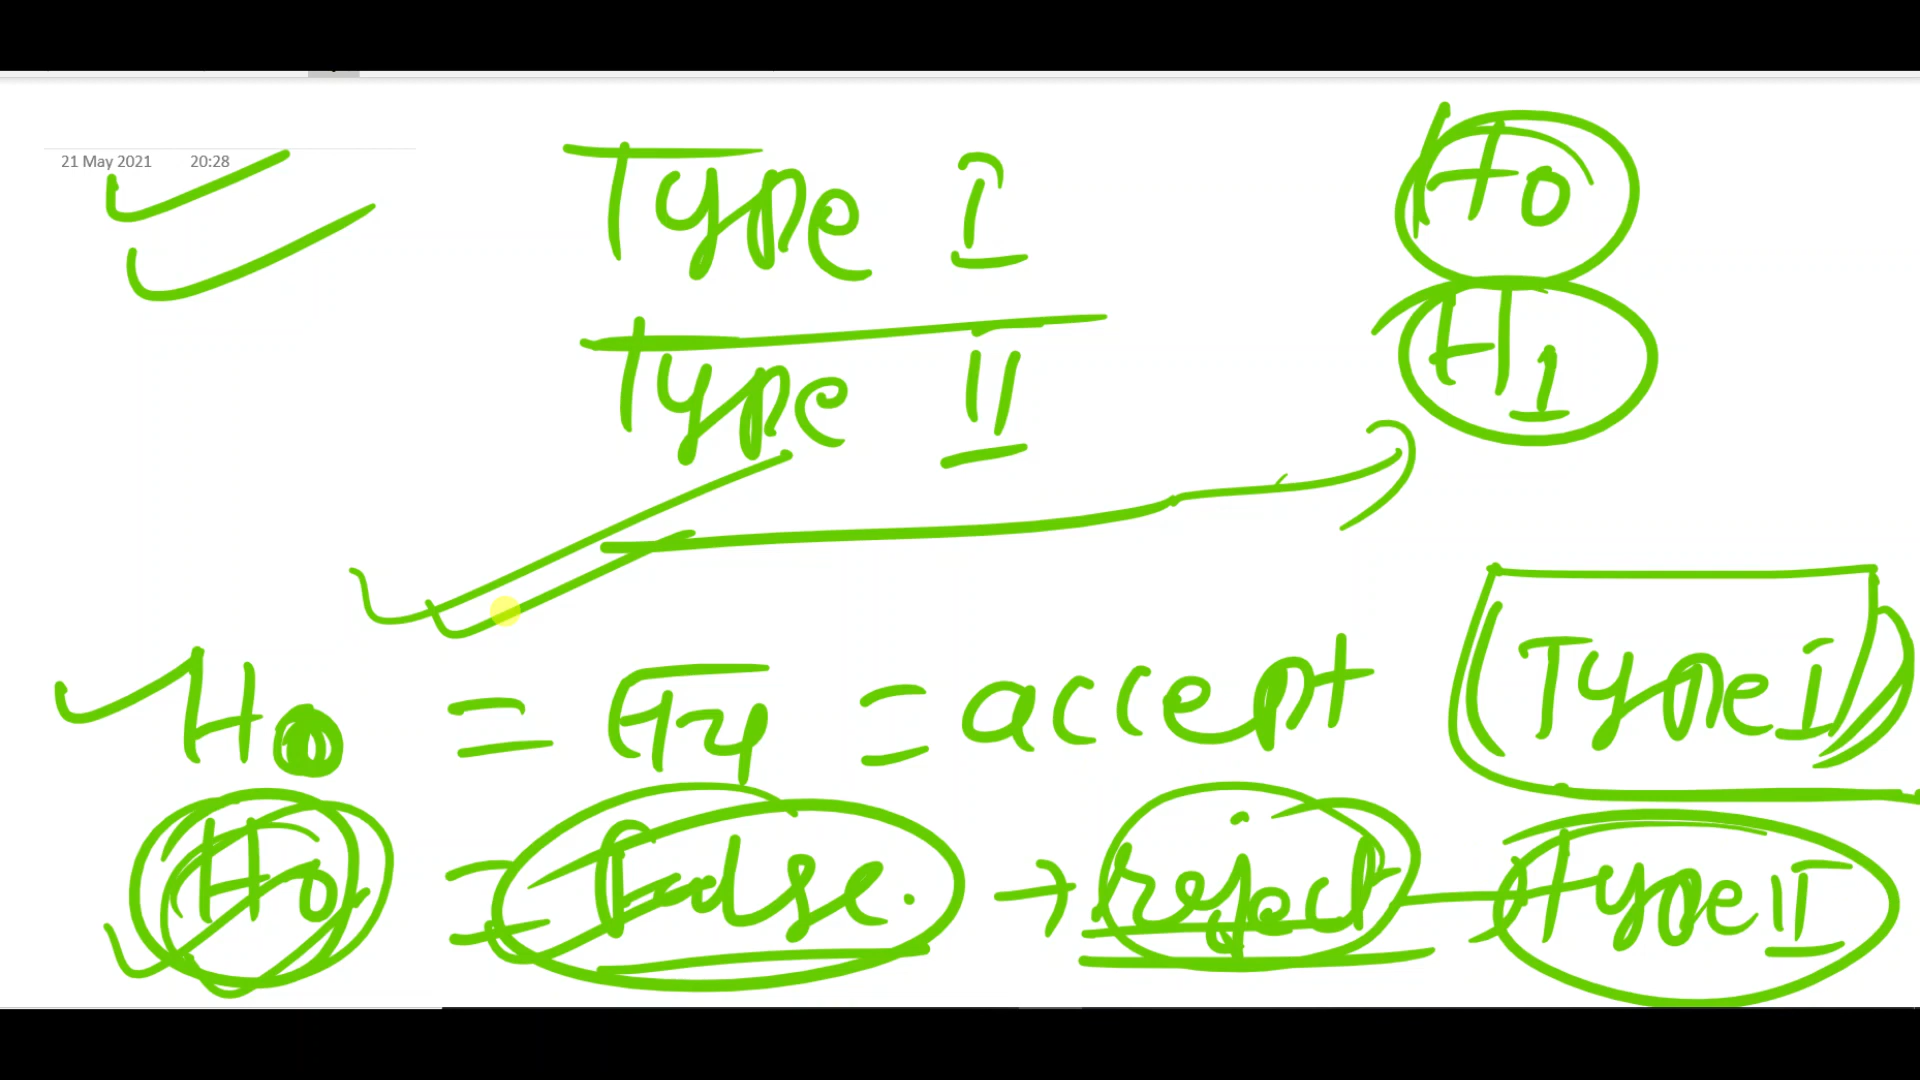 21 May 2021 20:28
Type I
H0
Type II
H1
H0 = = accept Type I
H0 = False. → reject - Type II